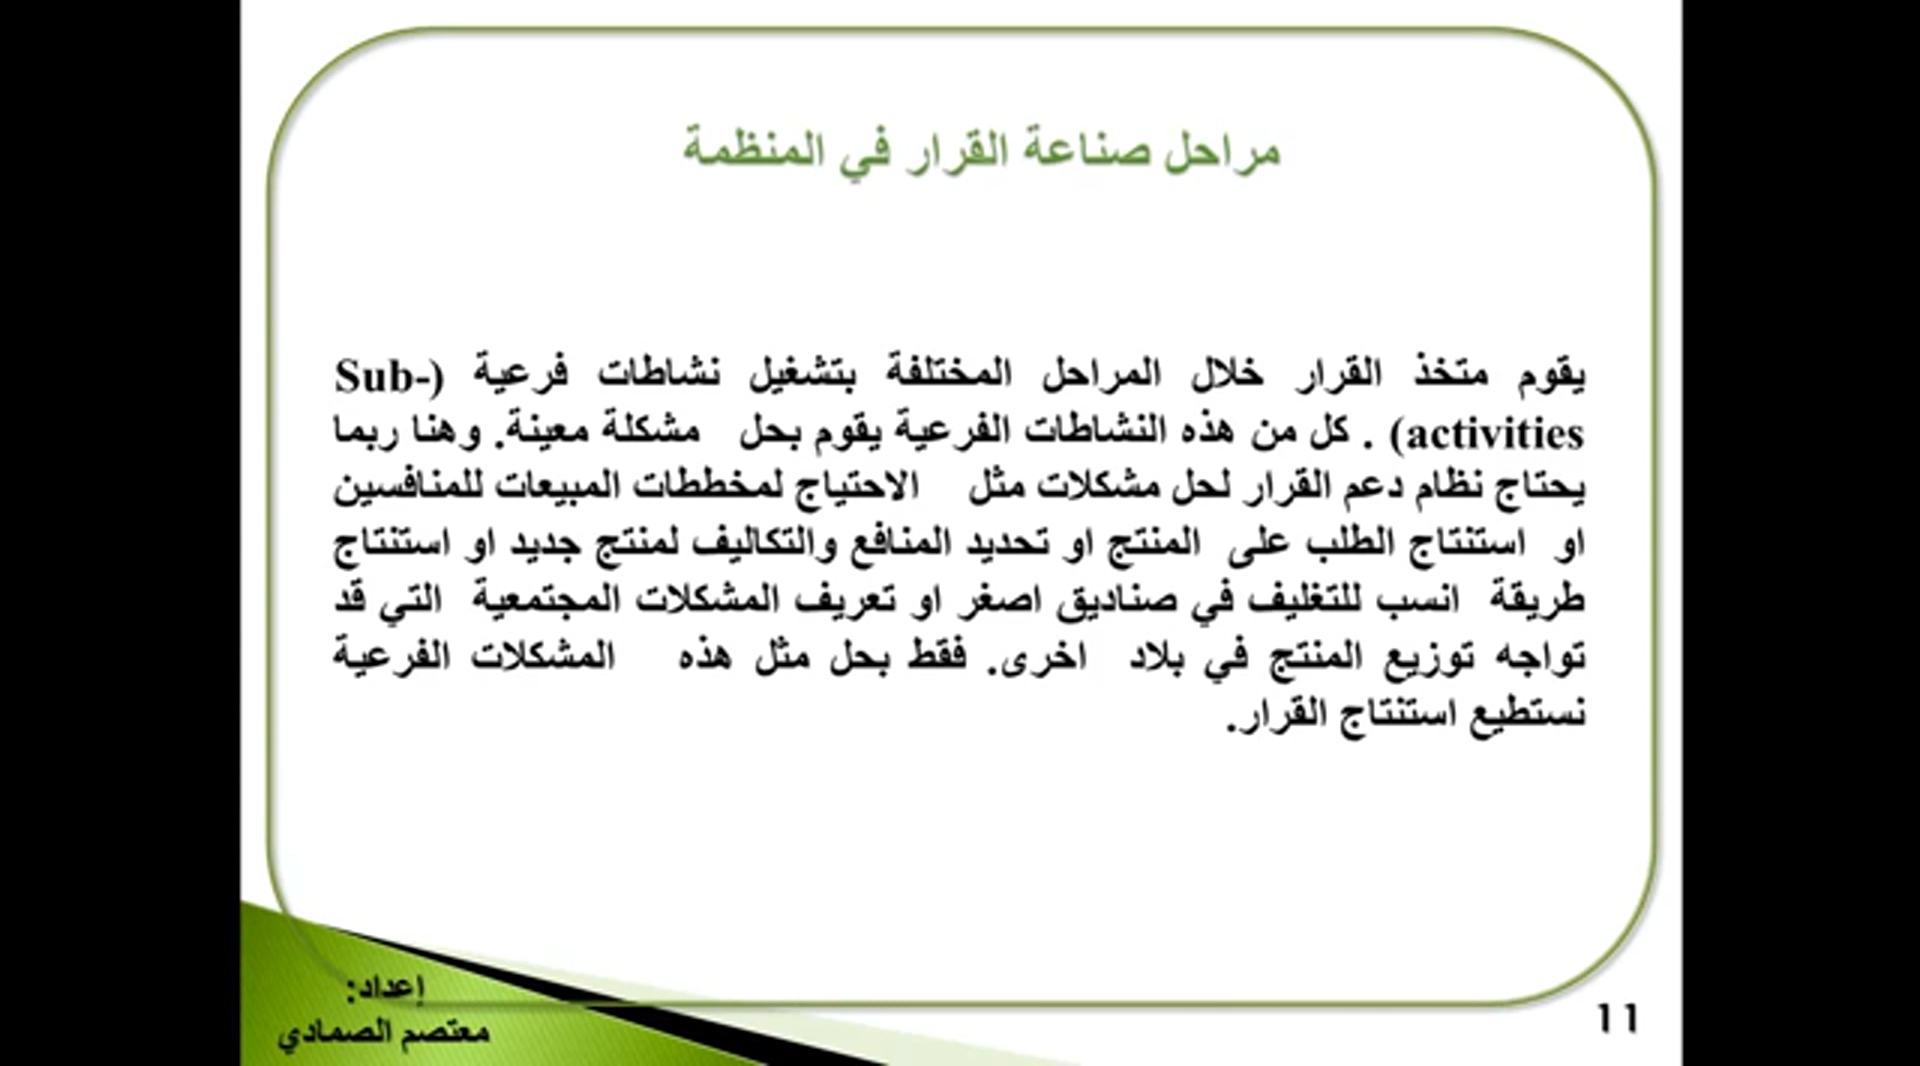 مراحل صناعة القرار في المنظمة
يقوم متخذ القرار خلال المراحل المختلفة بتشغيل نشاطات فرعية (Sub-
activities) . كل من هذه النشاطات الفرعية يقوم بحل مشكلة معينة. وهنا ربما
يحتاج نظام دعم القرار لحل مشكلات مثل الاحتياج لمخططات المبيعات للمنافسين
او استنتاج الطلب على المنتج او تحديد المنافع والتكاليف لمنتج جديد او استنتاج
طريقة انسب للتغليف في صناديق اصغر او تعريف المشكلات المجتمعية التي قد
تواجه توزيع المنتج في بلاد اخرى. فقط بحل مثل هذه المشكلات الفرعية
نستطيع استنتاج القرار.
إعداد:
معتصم الصمادي
١١